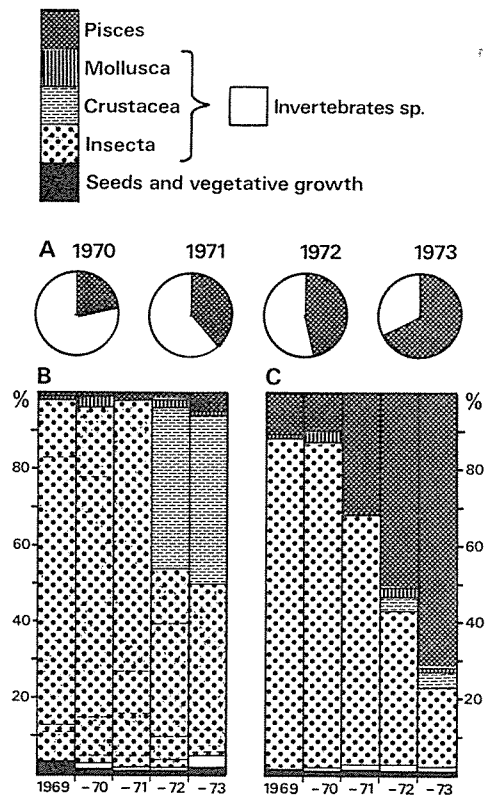 Pisces
Mollusca
Crustacea
Invertebrates sp.
Insecta
Seeds and vegetative growth
A 1970 1971 1972 1973
B C
% %
80 80
60 60
40 40
20 20
1969 -70 -71 -72 -73 1969 -70 -71 -72 -73